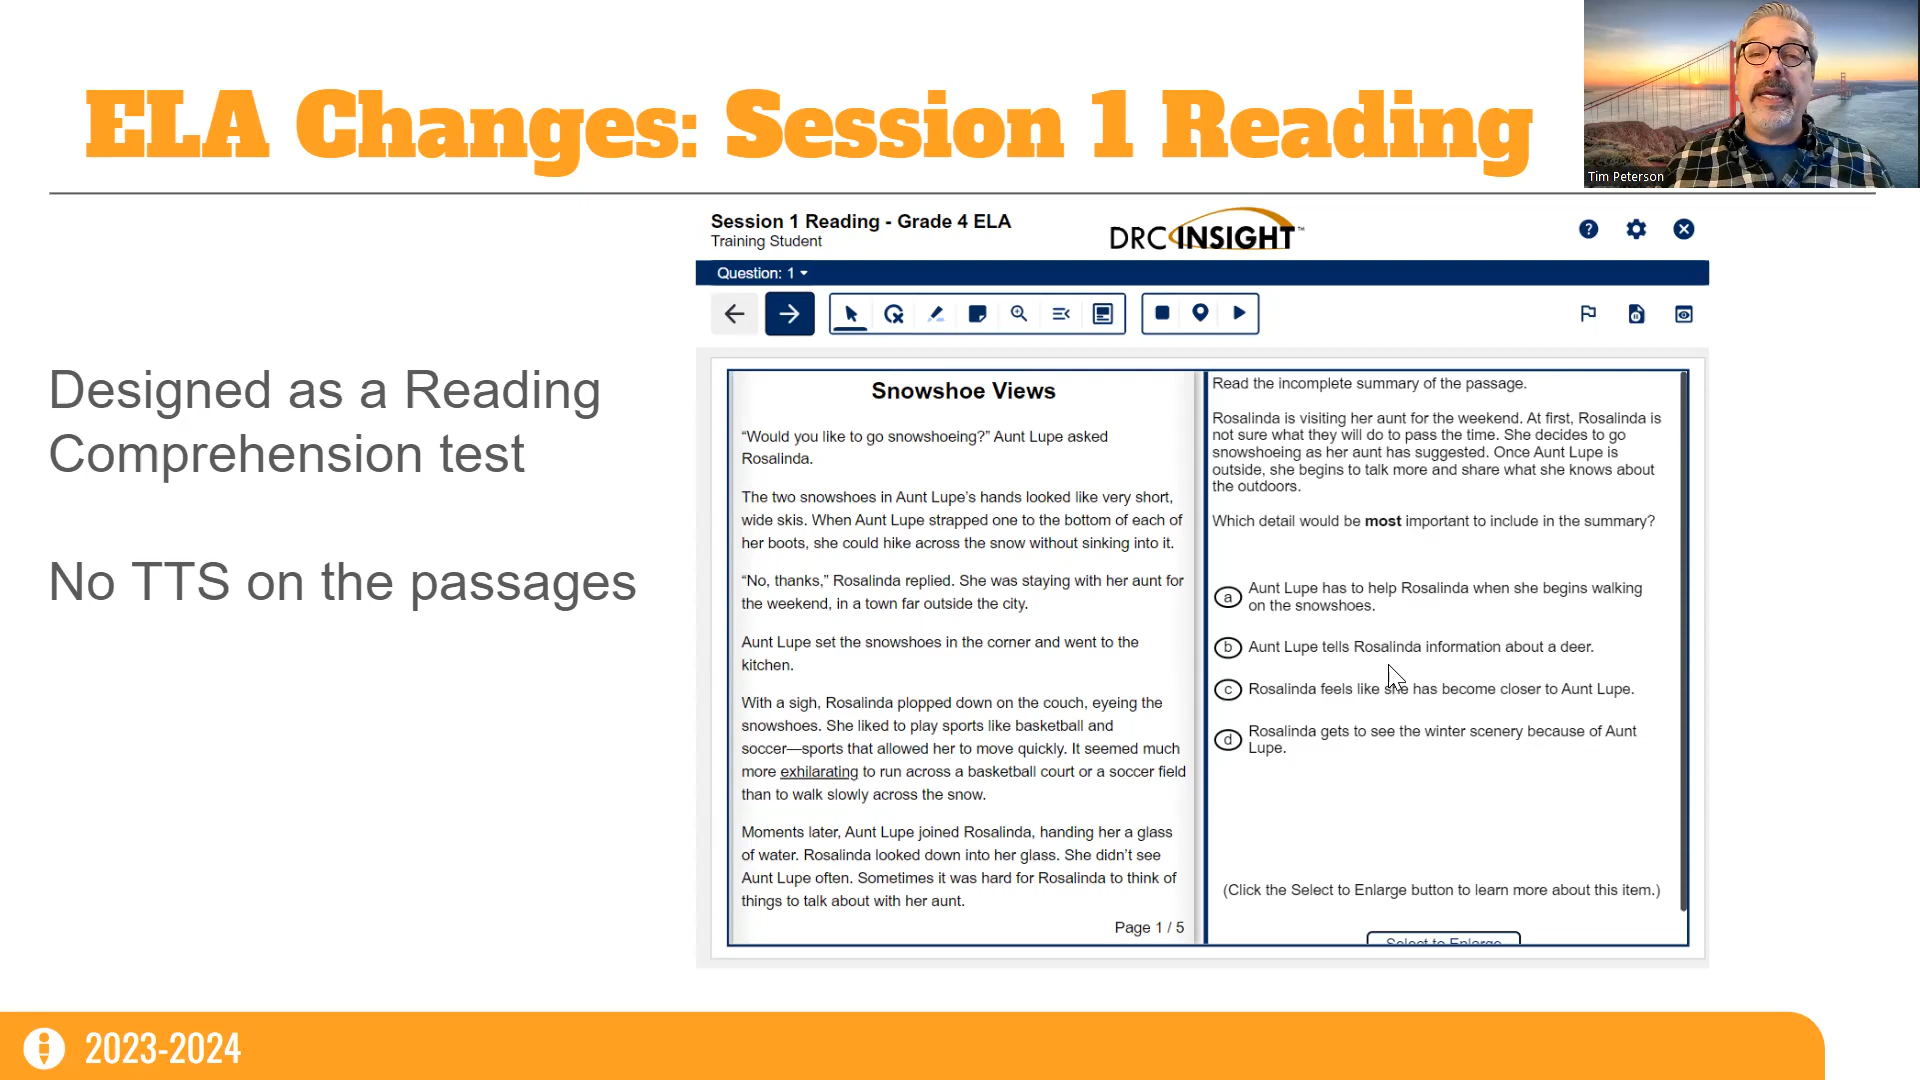 ELA Changes: Session 1 Reading
Tim Peterson
Designed as a Reading
Comprehension test
No TTS on the passages
Session 1 Reading - Grade 4 ELA
Training Student
DRC INSIGHT™
Question: 1
Snowshoe Views
“Would you like to go snowshoeing?” Aunt Lupe asked
Rosalinda.
The two snowshoes in Aunt Lupe’s hands looked like very short,
wide skis. When Aunt Lupe strapped one to the bottom of each of
her boots, she could hike across the snow without sinking into it.
“No, thanks,” Rosalinda replied. She was staying with her aunt for
the weekend, in a town far outside the city.
Aunt Lupe set the snowshoes in the corner and went to the
kitchen.
With a sigh, Rosalinda plopped down on the couch, eyeing the
snowshoes. She liked to play sports like basketball and
soccer—sports that allowed her to move quickly. It seemed much
more exhilarating to run across a basketball court or a soccer field
than to walk slowly across the snow.
Moments later, Aunt Lupe joined Rosalinda, handing her a glass
of water. Rosalinda looked down into her glass. She didn’t see
Aunt Lupe often. Sometimes it was hard for Rosalinda to think of
things to talk about with her aunt.
Page 1 / 5
Read the incomplete summary of the passage.
Rosalinda is visiting her aunt for the weekend. At first, Rosalinda is
not sure what they will do to pass the time. She decides to go
snowshoeing as her aunt has suggested. Once Aunt Lupe is
outside, she begins to talk more and share what she knows about
the outdoors.
Which detail would be most important to include in the summary?
a Aunt Lupe has to help Rosalinda when she begins walking
on the snowshoes.
b Aunt Lupe tells Rosalinda information about a deer.
c Rosalinda feels like she has become closer to Aunt Lupe.
d Rosalinda gets to see the winter scenery because of Aunt
Lupe.
(Click the Select to Enlarge button to learn more about this item.)
Select to Enlarge
2023-2024